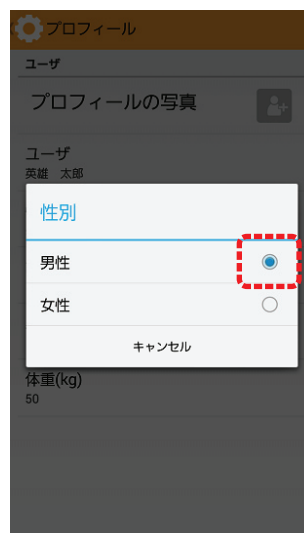 プロフィール
ユーザ
プロフィールの写真
ユーザ
英雄 太郎
性別
男性
女性
キャンセル
体重(kg)
50